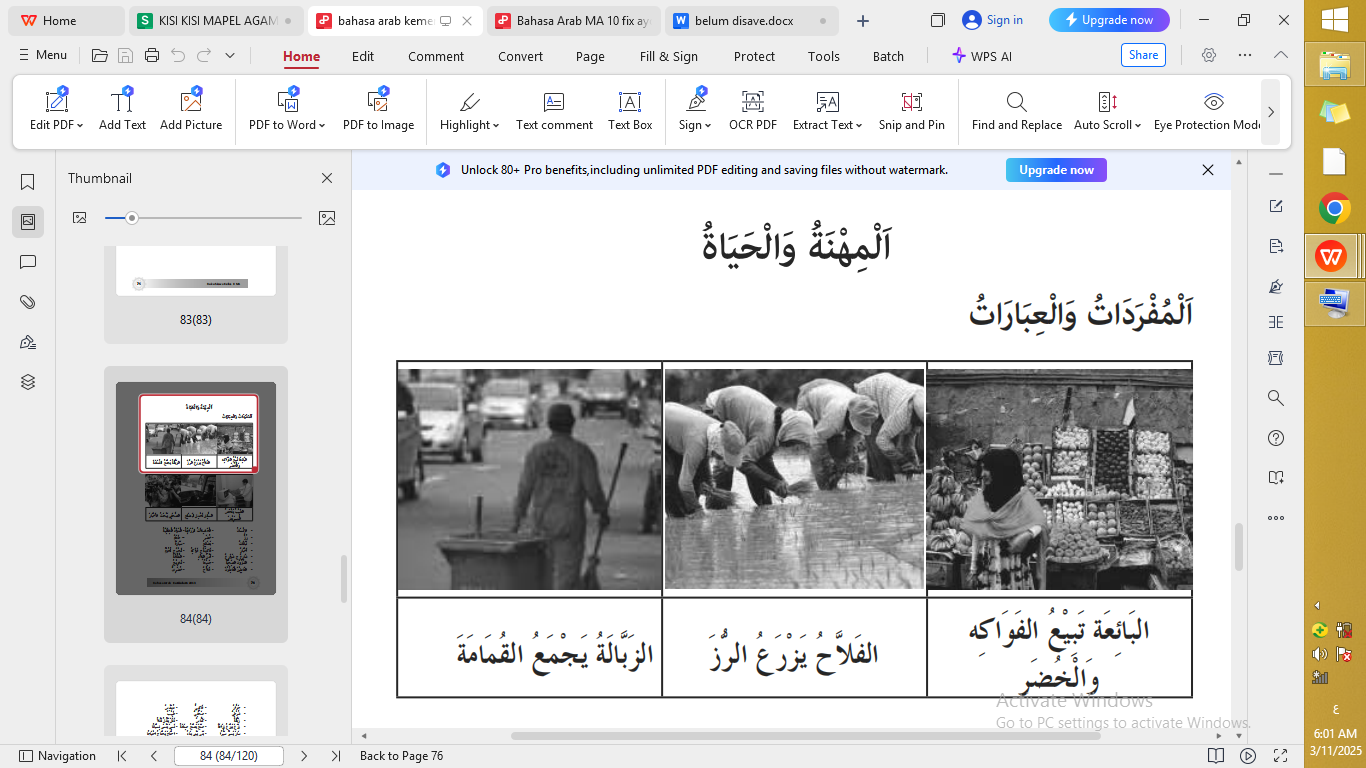 Home
KISI KISI MAPEL AGAM
bahasa arab keme
Bahasa Arab MA 10 fix ay
belum disave.docx
Sign in
Upgrade now
Menu
Home
Edit
Comment
Convert
Page
Fill & Sign
Protect
Tools
Batch
WPS AI
Share
Edit PDF
Add Text
Add Picture
PDF to Word
PDF to Image
Highlight
Text comment
Text Box
Sign
OCR PDF
Extract Text
Snip and Pin
Find and Replace
Auto Scroll
Eye Protection Mode
Thumbnail
Unlock 80+ Pro benefits,including unlimited PDF editing and saving files without watermark.
Upgrade now
83(83)
84(84)
اَلْمِهْنَةُ وَالْحَيَاةُ
اَلْمُفْرَدَاتُ وَالْعِبَارَاتُ
البَائِعَة تَبِيْعُ الفَوَاكِه
وَالْخُضَر
الفَلاَّحُ يَزْرَعُ الرُّزَ
الزَبَّالَةُ يَجْمَعُ القُمَامَةَ
Activate Windows
Go to PC settings to activate Windows.
Navigation
84 (84/120)
Back to Page 76
ع
6:01 AM
3/11/2025